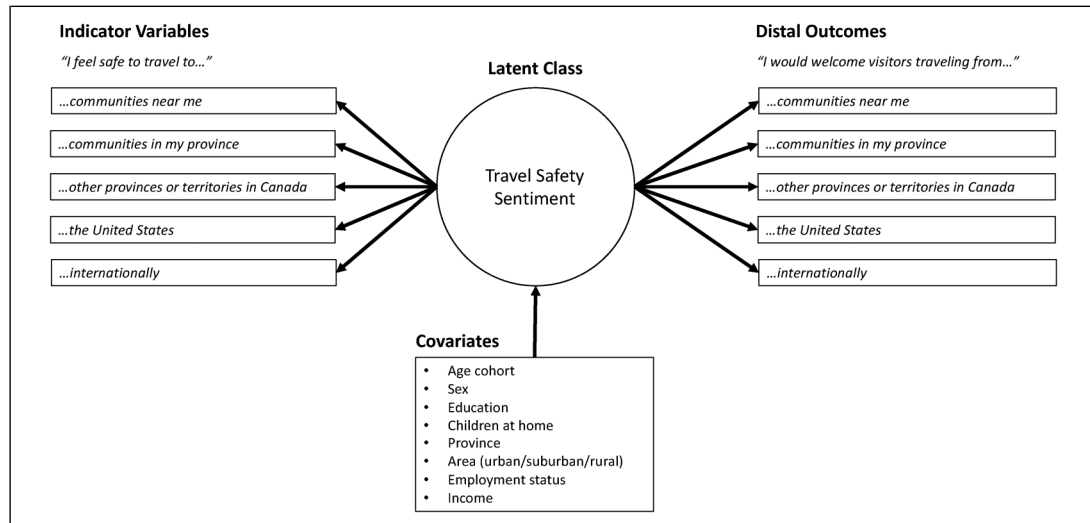 Indicator Variables
“I feel safe to travel to...”
...communities near me
...communities in my province
...other provinces or territories in Canada
...the United States
...internationally
Latent Class
Travel Safety
Sentiment
Distal Outcomes
“I would welcome visitors traveling from...”
...communities near me
...communities in my province
...other provinces or territories in Canada
...the United States
...internationally
Covariates
• Age cohort
• Sex
• Education
• Children at home
• Province
• Area (urban/suburban/rural)
• Employment status
• Income